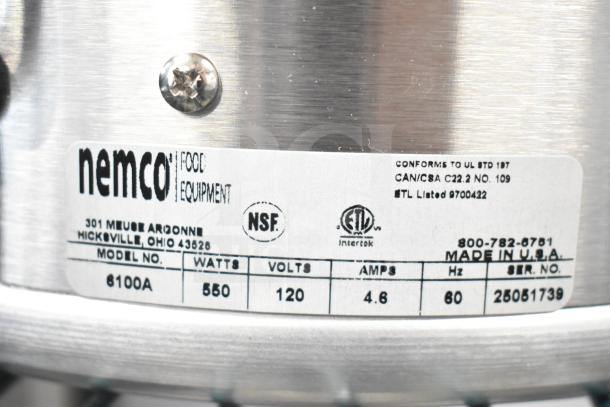 nemco FOOD EQUIPMENT
CONFORMS TO UL STD 197
CAN/CSA C22.2 NO. 109
ETL Listed 9700422
301 MEUSE ARGONNE
HICKSVILLE, OHIO 43526
NSF
ETL
Intertek
800-782-6761
MADE IN U.S.A.
MODEL NO. WATTS VOLTS AMPS Hz SER. NO.
6100A 550 120 4.6 60 25051739